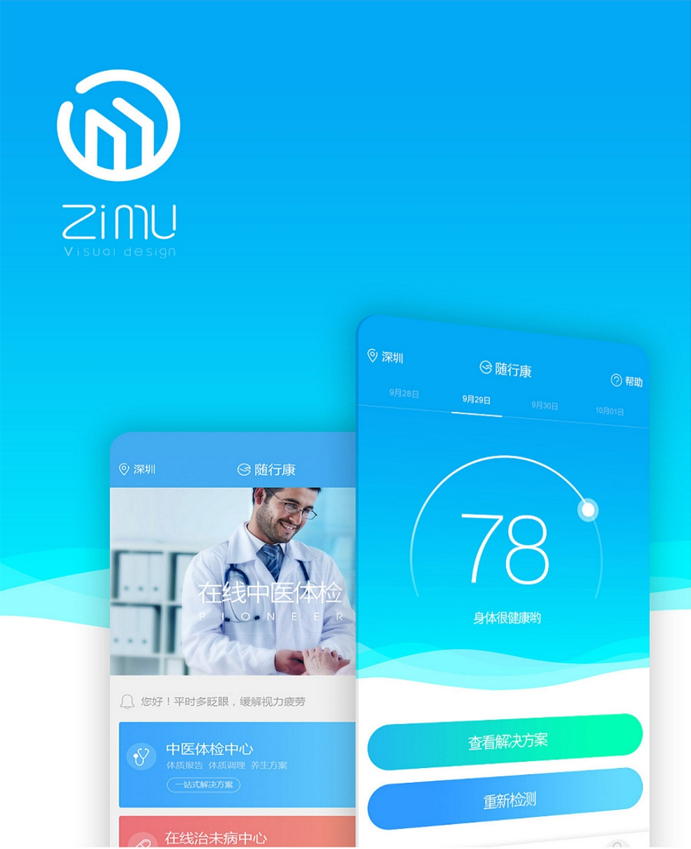 ZiMU
Visual design
深圳
随行康
帮助
9月28日
9月29日
9月30日
10月01日
78
身体很健康哟
查看解决方案
重新检测
深圳
随行康
在线中医体检
PIONEER
您好！平时多眨眼，缓解视力疲劳
中医体检中心
体质报告 体质调理 养生方案
一站式解决方案
在线治未病中心